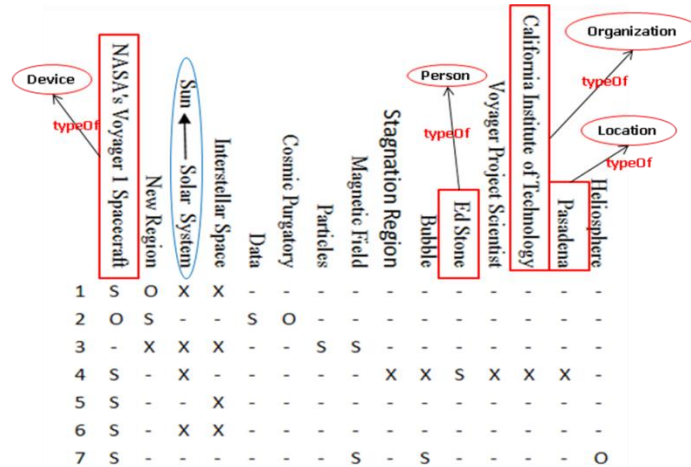 Device
typeOf
Person
typeOf
Organization
typeOf
Location
typeOf
NASA's Voyager 1 Spacecraft
New Region
Sun
Solar System
Interstellar Space
Data
Cosmic Purgatory
Particles
Magnetic Field
Stagnation Region
Bubble
Ed Stone
Voyager Project Scientist
California Institute of Technology
Pasadena
Heliosphere
1 S O X X - - - - - - - - - - -
2 O S - - S O - - - - - - - - -
3 - X X X - - S S - - - - - - -
4 S - X - - - - - X X S X X X -
5 S - - X - - - - - - - - - - -
6 S - X X - - - - - - - - - - -
7 S - - - - - - S - S - - - - O